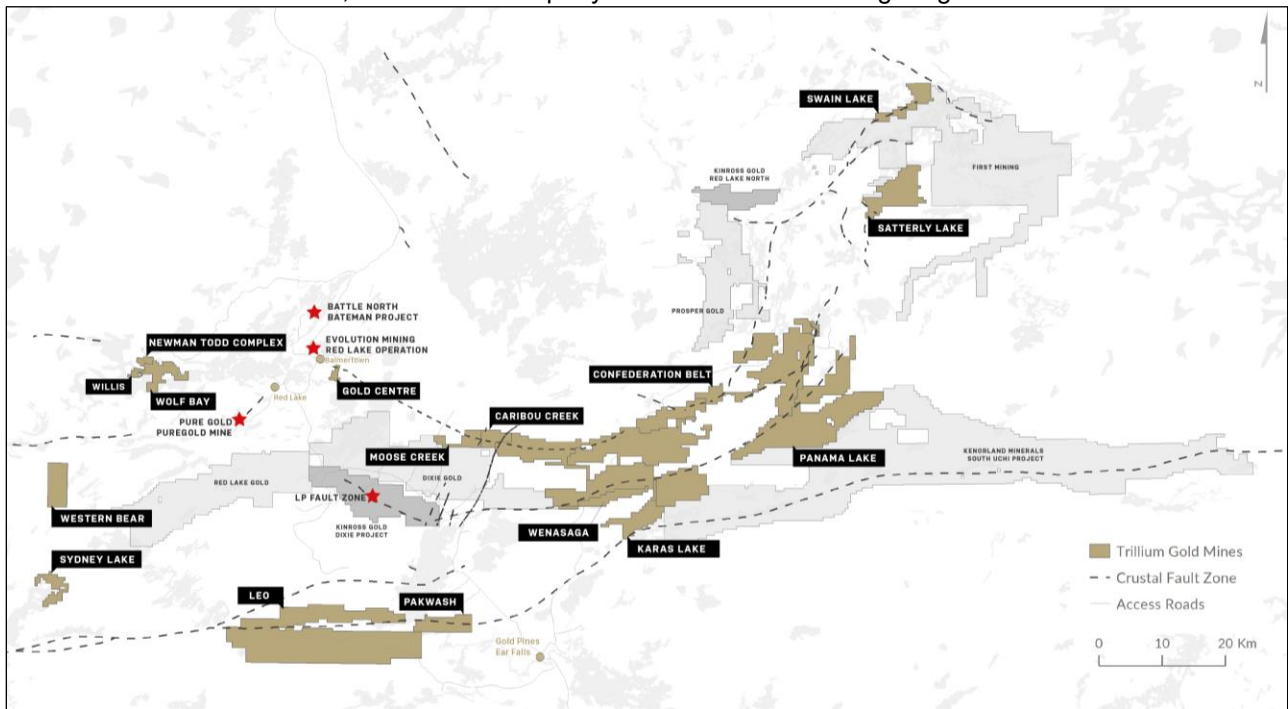 N
SWAIN LAKE
FIRST MINING
KINROSS GOLD
RED LAKE NORTH
SATTERLY LAKE
PROSPER GOLD
BATTLE NORTH
BATEMAN PROJECT
EVOLUTION MINING
RED LAKE OPERATION
Balmertown
NEWMAN TODD COMPLEX
WILLIS
WOLF BAY
GOLD CENTRE
Red Lake
PURE GOLD
PUREGOLD MINE
CONFEDERATION BELT
CARIBOU CREEK
MOOSE CREEK
PANAMA LAKE
KENORLAND MINERALS
SOUTH UCHI PROJECT
RED LAKE GOLD
DIXIE GOLD
LP FAULT ZONE
KINROSS GOLD
DIXIE PROJECT
WESTERN BEAR
WENASAGA
KARAS LAKE
SYDNEY LAKE
LEO
PAKWASH
Gold Pines
Ear Falls
Trillium Gold Mines
Crustal Fault Zone
Access Roads
0 10 20 Km